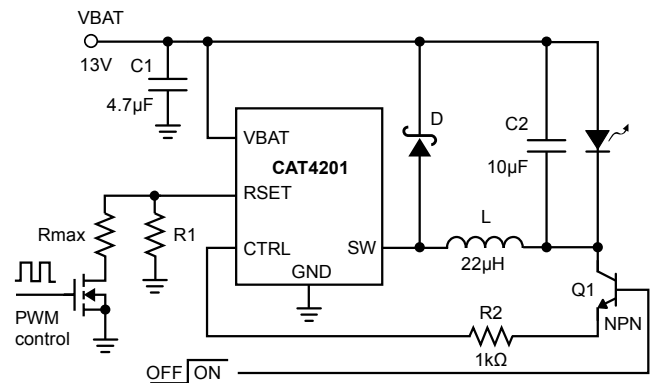 VBAT
13V
C1
4.7µF
D
C2
10µF
VBAT
CAT4201
RSET
CTRL
SW
GND
L
22µH
Rmax
R1
PWM
control
Q1
NPN
R2
1kΩ
OFF ON